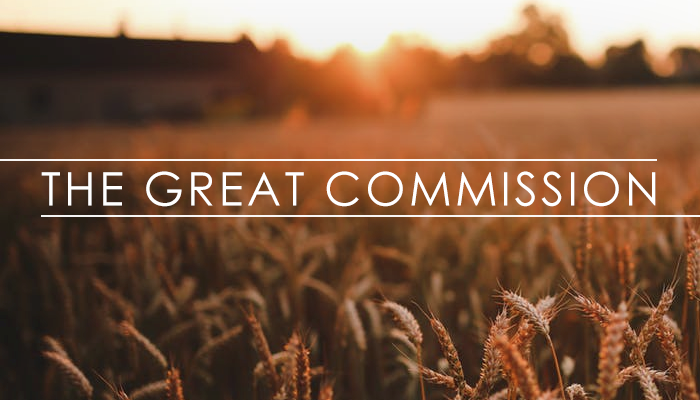 THE GREAT COMMISSION